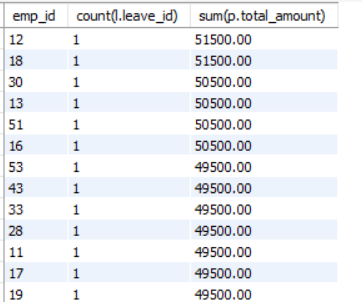 emp_id count(l.leave_id) sum(p.total_amount)
12 1 51500.00
18 1 51500.00
30 1 50500.00
13 1 50500.00
51 1 50500.00
16 1 50500.00
53 1 49500.00
43 1 49500.00
33 1 49500.00
28 1 49500.00
11 1 49500.00
17 1 49500.00
19 1 49500.00